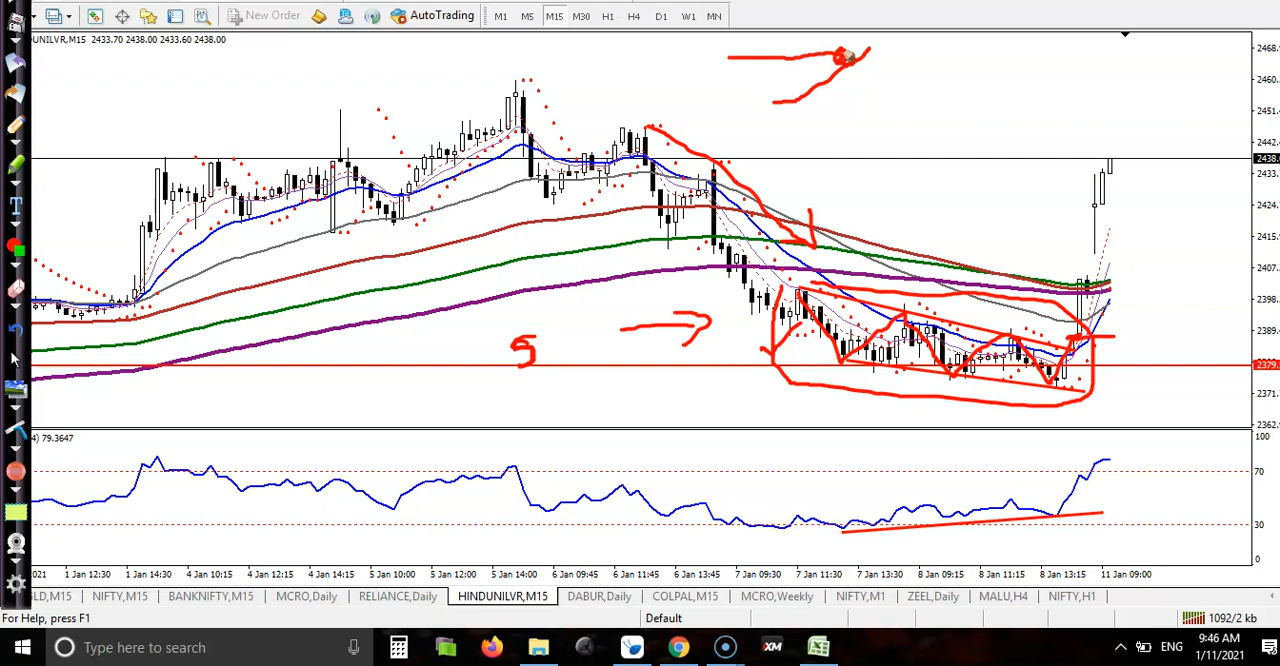 New Order
AutoTrading
M1 M5 M15 M30 H1 H4 D1 W1 MN
UNILVR,M15 2433.70 2438.00 2433.60 2438.00
2468.
2460.
2451.
2442.
2438.
2433.
2424.
2415.
2407.
2398.
2389.
2379.
2371.
2362.
5
4) 79.3647
100
70
30
0
2021 1 Jan 12:30 1 Jan 14:30 4 Jan 10:15 4 Jan 12:15 4 Jan 14:15 5 Jan 10:00 5 Jan 12:00 5 Jan 14:00 6 Jan 09:45 6 Jan 11:45 6 Jan 13:45 7 Jan 09:30 7 Jan 11:30 7 Jan 13:30 8 Jan 09:15 8 Jan 11:15 8 Jan 13:15 11 Jan 09:00
LD,M15 NIFTY,M15 BANKNIFTY,M15 MCRO,Daily RELIANCE,Daily HINDUNILVR,M15 DABUR,Daily COLPAL,M15 MCRO,Weekly NIFTY,M1 ZEEL,Daily MALU,H4 NIFTY,H1
For Help, press F1 Default 1092/2 kb
Type here to search
XM
ENG
9:46 AM
1/11/2021